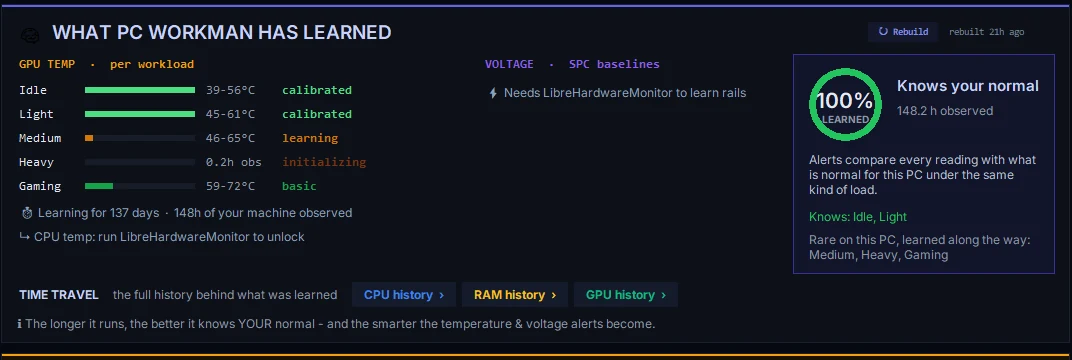 WHAT PC WORKMAN HAS LEARNED
Rebuild rebuilt 21h ago
GPU TEMP · per workload
Idle 39-56°C calibrated
Light 45-61°C calibrated
Medium 46-65°C learning
Heavy 0.2h obs initializing
Gaming 59-72°C basic
Learning for 137 days · 148h of your machine observed
↳ CPU temp: run LibreHardwareMonitor to unlock
VOLTAGE · SPC baselines
Needs LibreHardwareMonitor to learn rails
100%
LEARNED
Knows your normal
148.2 h observed
Alerts compare every reading with what
is normal for this PC under the same
kind of load.
Knows: Idle, Light
Rare on this PC, learned along the way:
Medium, Heavy, Gaming
TIME TRAVEL the full history behind what was learned CPU history › RAM history › GPU history ›
ℹ The longer it runs, the better it knows YOUR normal - and the smarter the temperature & voltage alerts become.